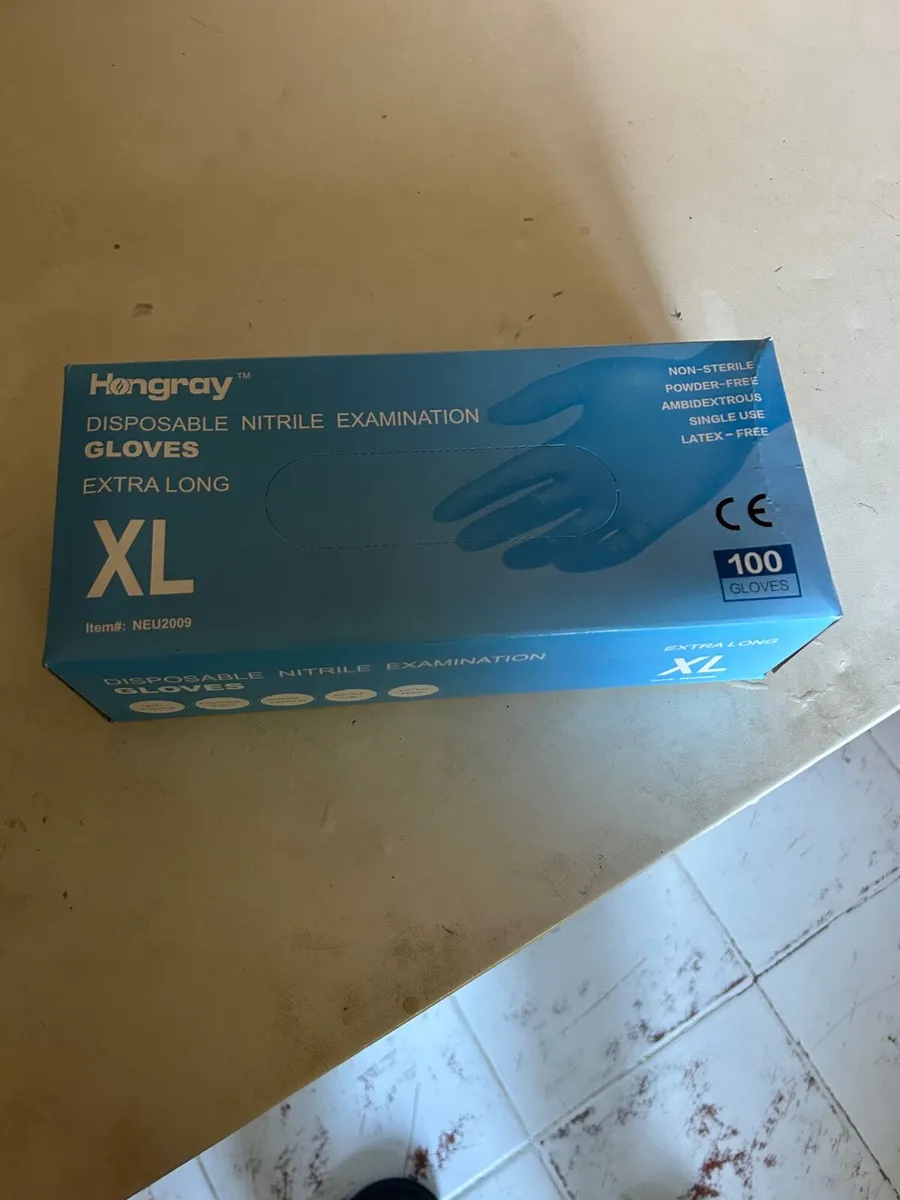 Hongray™
DISPOSABLE NITRILE EXAMINATION
GLOVES
EXTRA LONG
XL
Item#: NEU2009
NON-STERILE
POWDER-FREE
AMBIDEXTROUS
SINGLE USE
LATEX-FREE
CE
100
GLOVES
DISPOSABLE NITRILE EXAMINATION
GLOVES
EXTRA LONG
XL